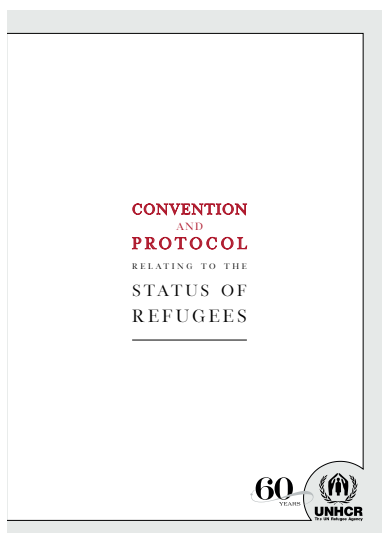 CONVENTION
AND
PROTOCOL
RELATING TO THE
STATUS OF
REFUGEES
60
YEARS
UNHCR
The UN Refugee Agency